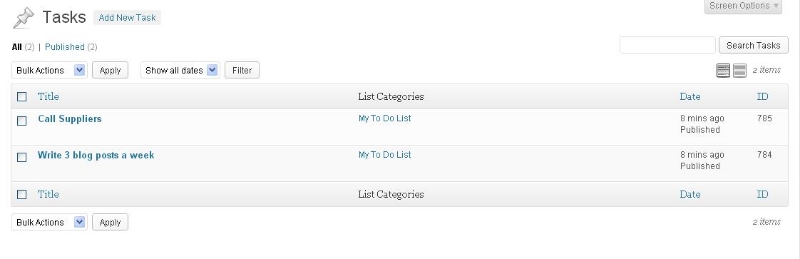 Screen Options
Tasks Add New Task
All (2) | Published (2)
Search Tasks
Bulk Actions Apply Show all dates Filter 2 items
Title List Categories Date ID
Call Suppliers My To Do List 8 mins ago 785
Published
Write 3 blog posts a week My To Do List 8 mins ago 784
Published
Title List Categories Date ID
Bulk Actions Apply 2 items